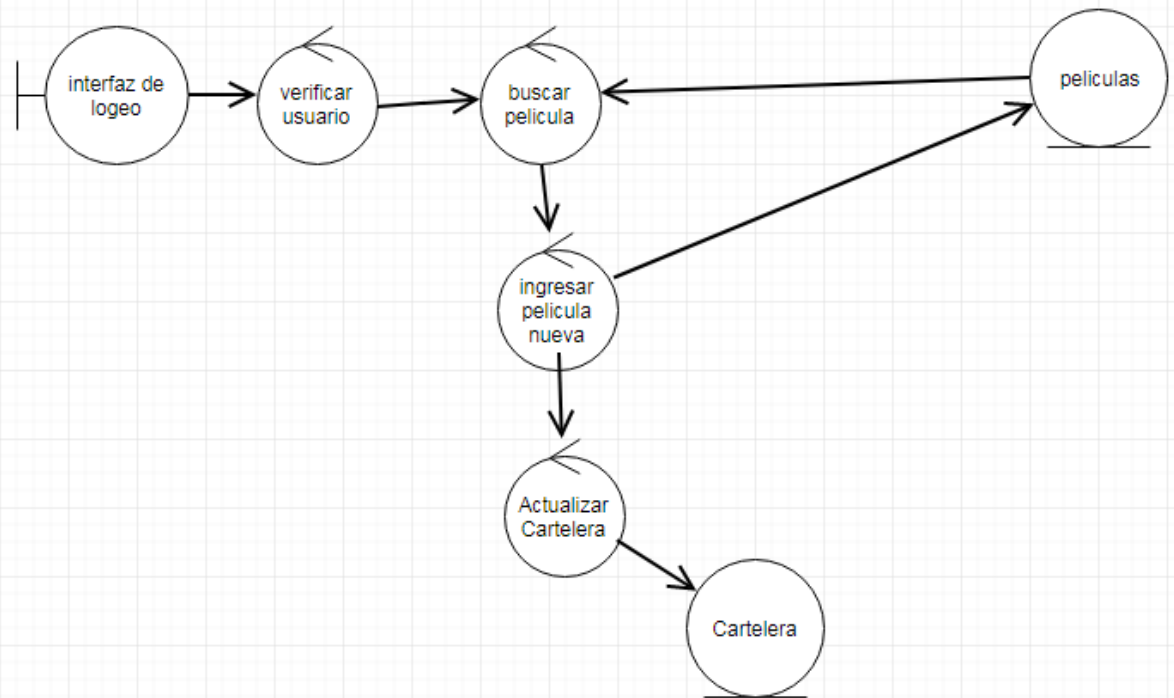 interfaz de
logeo
verificar
usuario
buscar
pelicula
peliculas
ingresar
pelicula
nueva
Actualizar
Cartelera
Cartelera